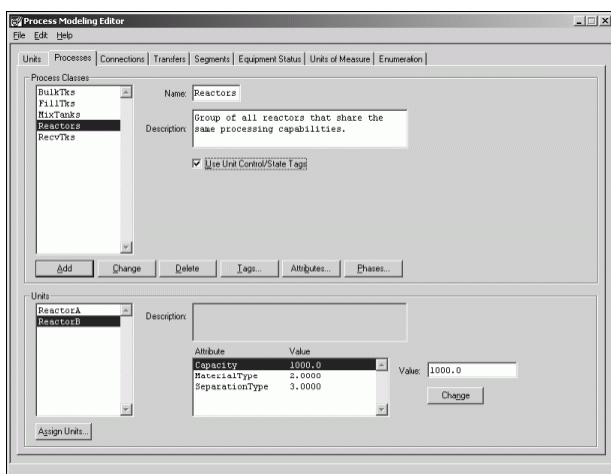 Process Modeling Editor
File Edit Help
Units Processes Connections Transfers Segments Equipment Status Units of Measure Enumeration
Process Classes
BulkTks
FillTks
MixTanks
Reactors
RecvTks
Name: Reactors
Description: Group of all reactors that share the
same processing capabilities.
Use Unit Control/State Tags
Add Change Delete Tags... Attributes... Phases...
Units
ReactorA
ReactorB
Description:
Attribute Value
Capacity 1000.0
MaterialType 2.0000
SeparationType 3.0000
Value: 1000.0
Change
Assign Units...